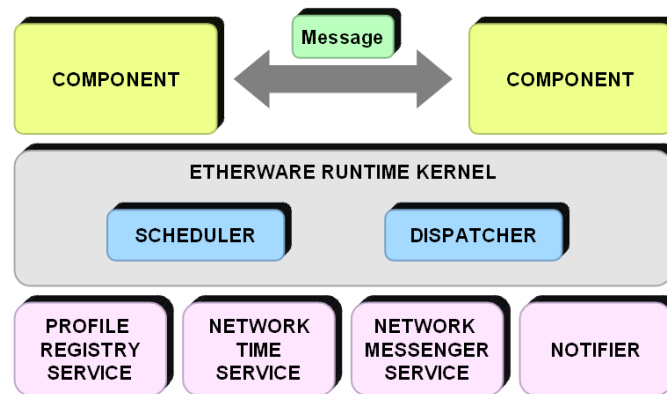 Message
COMPONENT
COMPONENT
ETHERWARE RUNTIME KERNEL
SCHEDULER
DISPATCHER
PROFILE
REGISTRY
SERVICE
NETWORK
TIME
SERVICE
NETWORK
MESSENGER
SERVICE
NOTIFIER